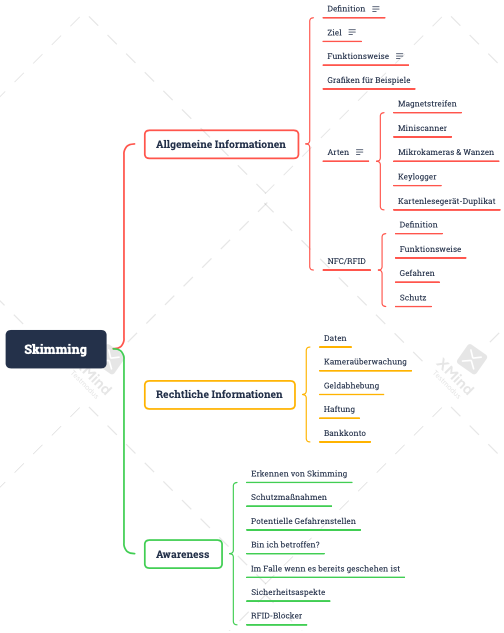 Skimming
Allgemeine Informationen
Definition
Ziel
Funktionsweise
Grafiken für Beispiele
Arten
Magnetstreifen
Miniscanner
Mikrokameras & Wanzen
Keylogger
Kartenlesegerät-Duplikat
NFC/RFID
Definition
Funktionsweise
Gefahren
Schutz
Rechtliche Informationen
Daten
Kameraüberwachung
Geldabhebung
Haftung
Bankkonto
Awareness
Erkennen von Skimming
Schutzmaßnahmen
Potentielle Gefahrenstellen
Bin ich betroffen?
Im Falle wenn es bereits geschehen ist
Sicherheitsaspekte
RFID-Blocker
XMind
Testmodus
XMind
Testmodus